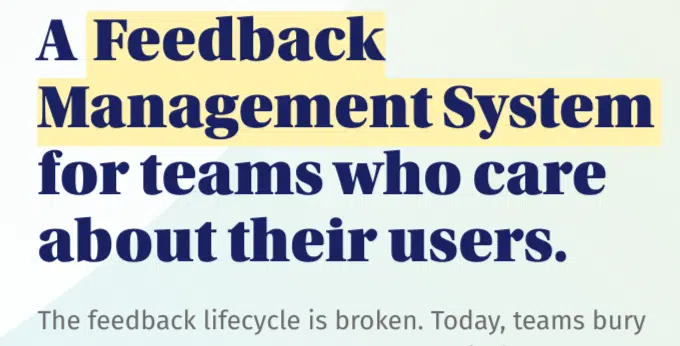 A Feedback
Management System
for teams who care
about their users.
The feedback lifecycle is broken. Today, teams bury